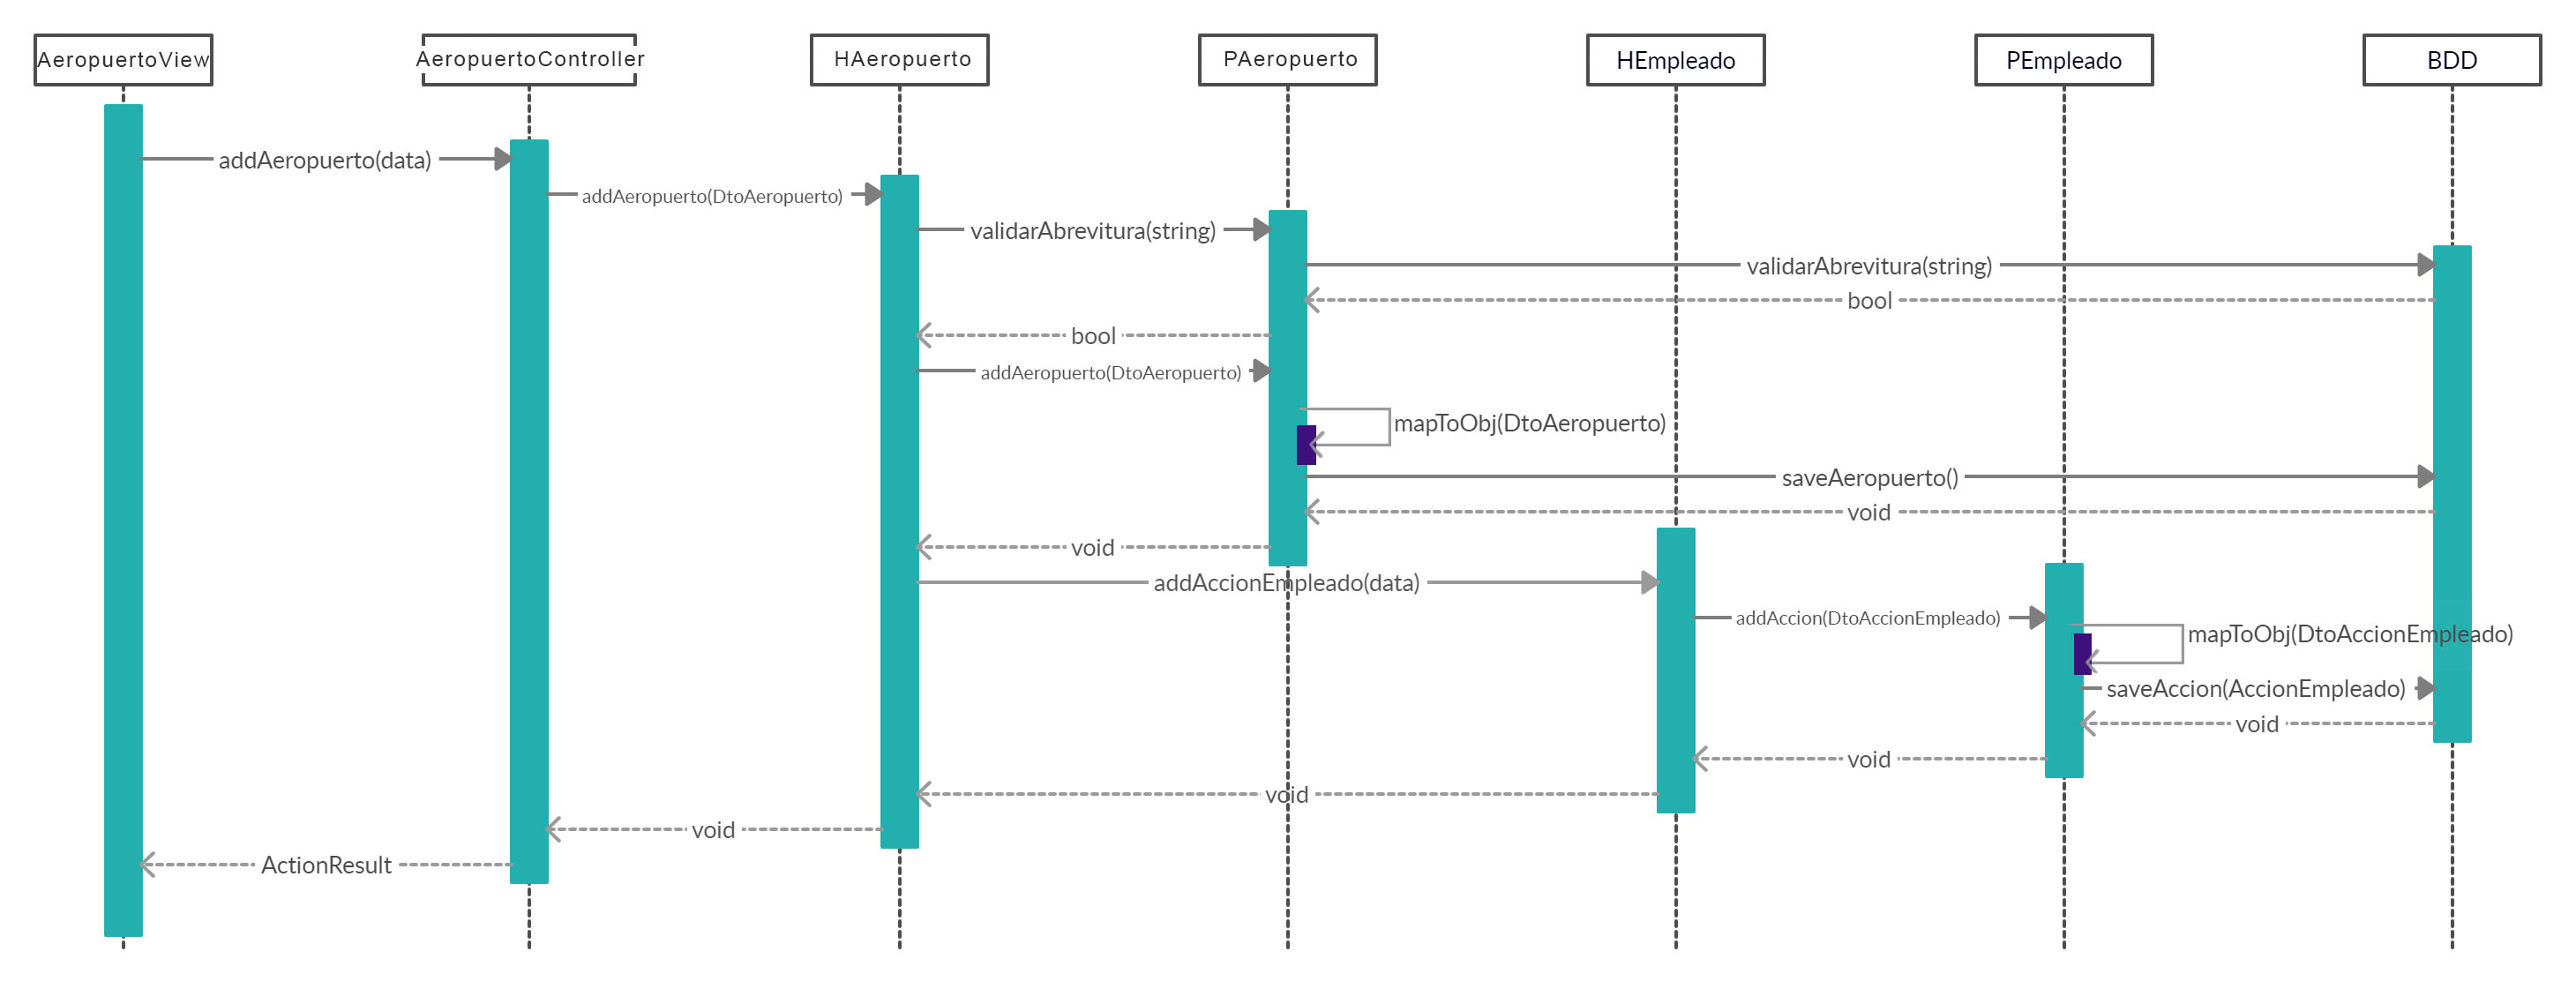 AeropuertoView
AeropuertoController
HAeropuerto
PAeropuerto
HEmpleado
PEmpleado
BDD
addAeropuerto(data)
addAeropuerto(DtoAeropuerto)
validarAbrevitura(string)
validarAbrevitura(string)
bool
bool
addAeropuerto(DtoAeropuerto)
mapToObj(DtoAeropuerto)
saveAeropuerto()
void
void
addAccionEmpleado(data)
addAccion(DtoAccionEmpleado)
mapToObj(DtoAccionEmpleado)
saveAccion(AccionEmpleado)
void
void
void
void
ActionResult